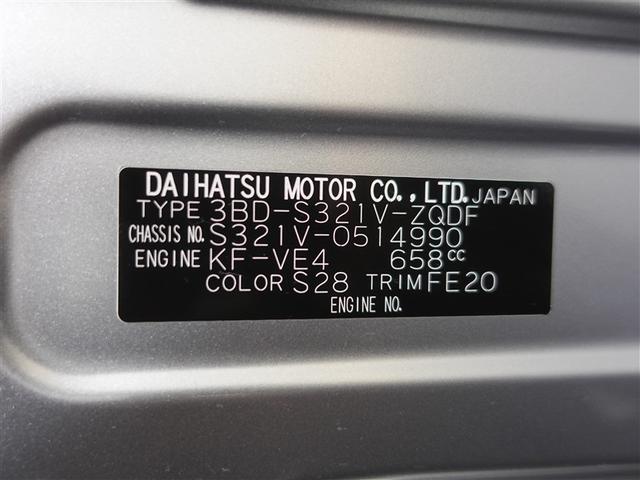 DAIHATSU MOTOR CO.,LTD. JAPAN
TYPE 3BD-S321V-ZQDF
CHASSIS NO. S321V-0514990
ENGINE KF-VE4 658cc
COLOR S28 TRIM FE20
ENGINE NO.